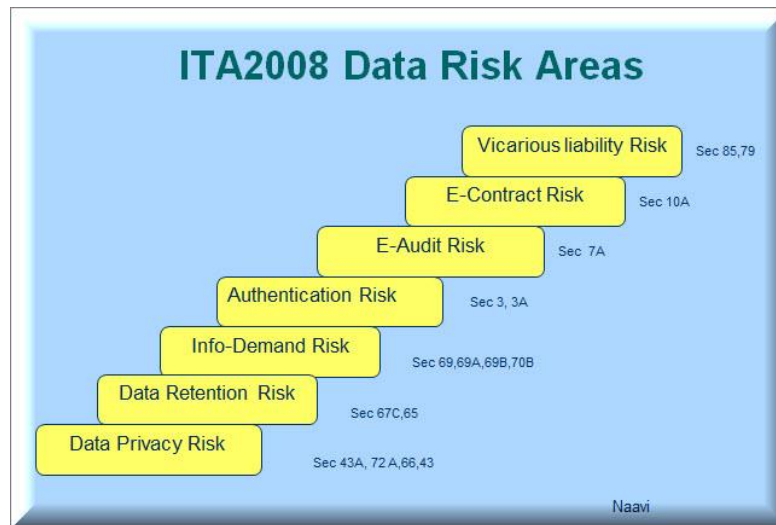 ITA2008 Data Risk Areas
Vicarious liability Risk Sec 85,79
E-Contract Risk Sec 10A
E-Audit Risk Sec 7A
Authentication Risk Sec 3, 3A
Info-Demand Risk Sec 69,69A,69B,70B
Data Retention Risk Sec 67C,65
Data Privacy Risk Sec 43A, 72 A,66,43
Naavi